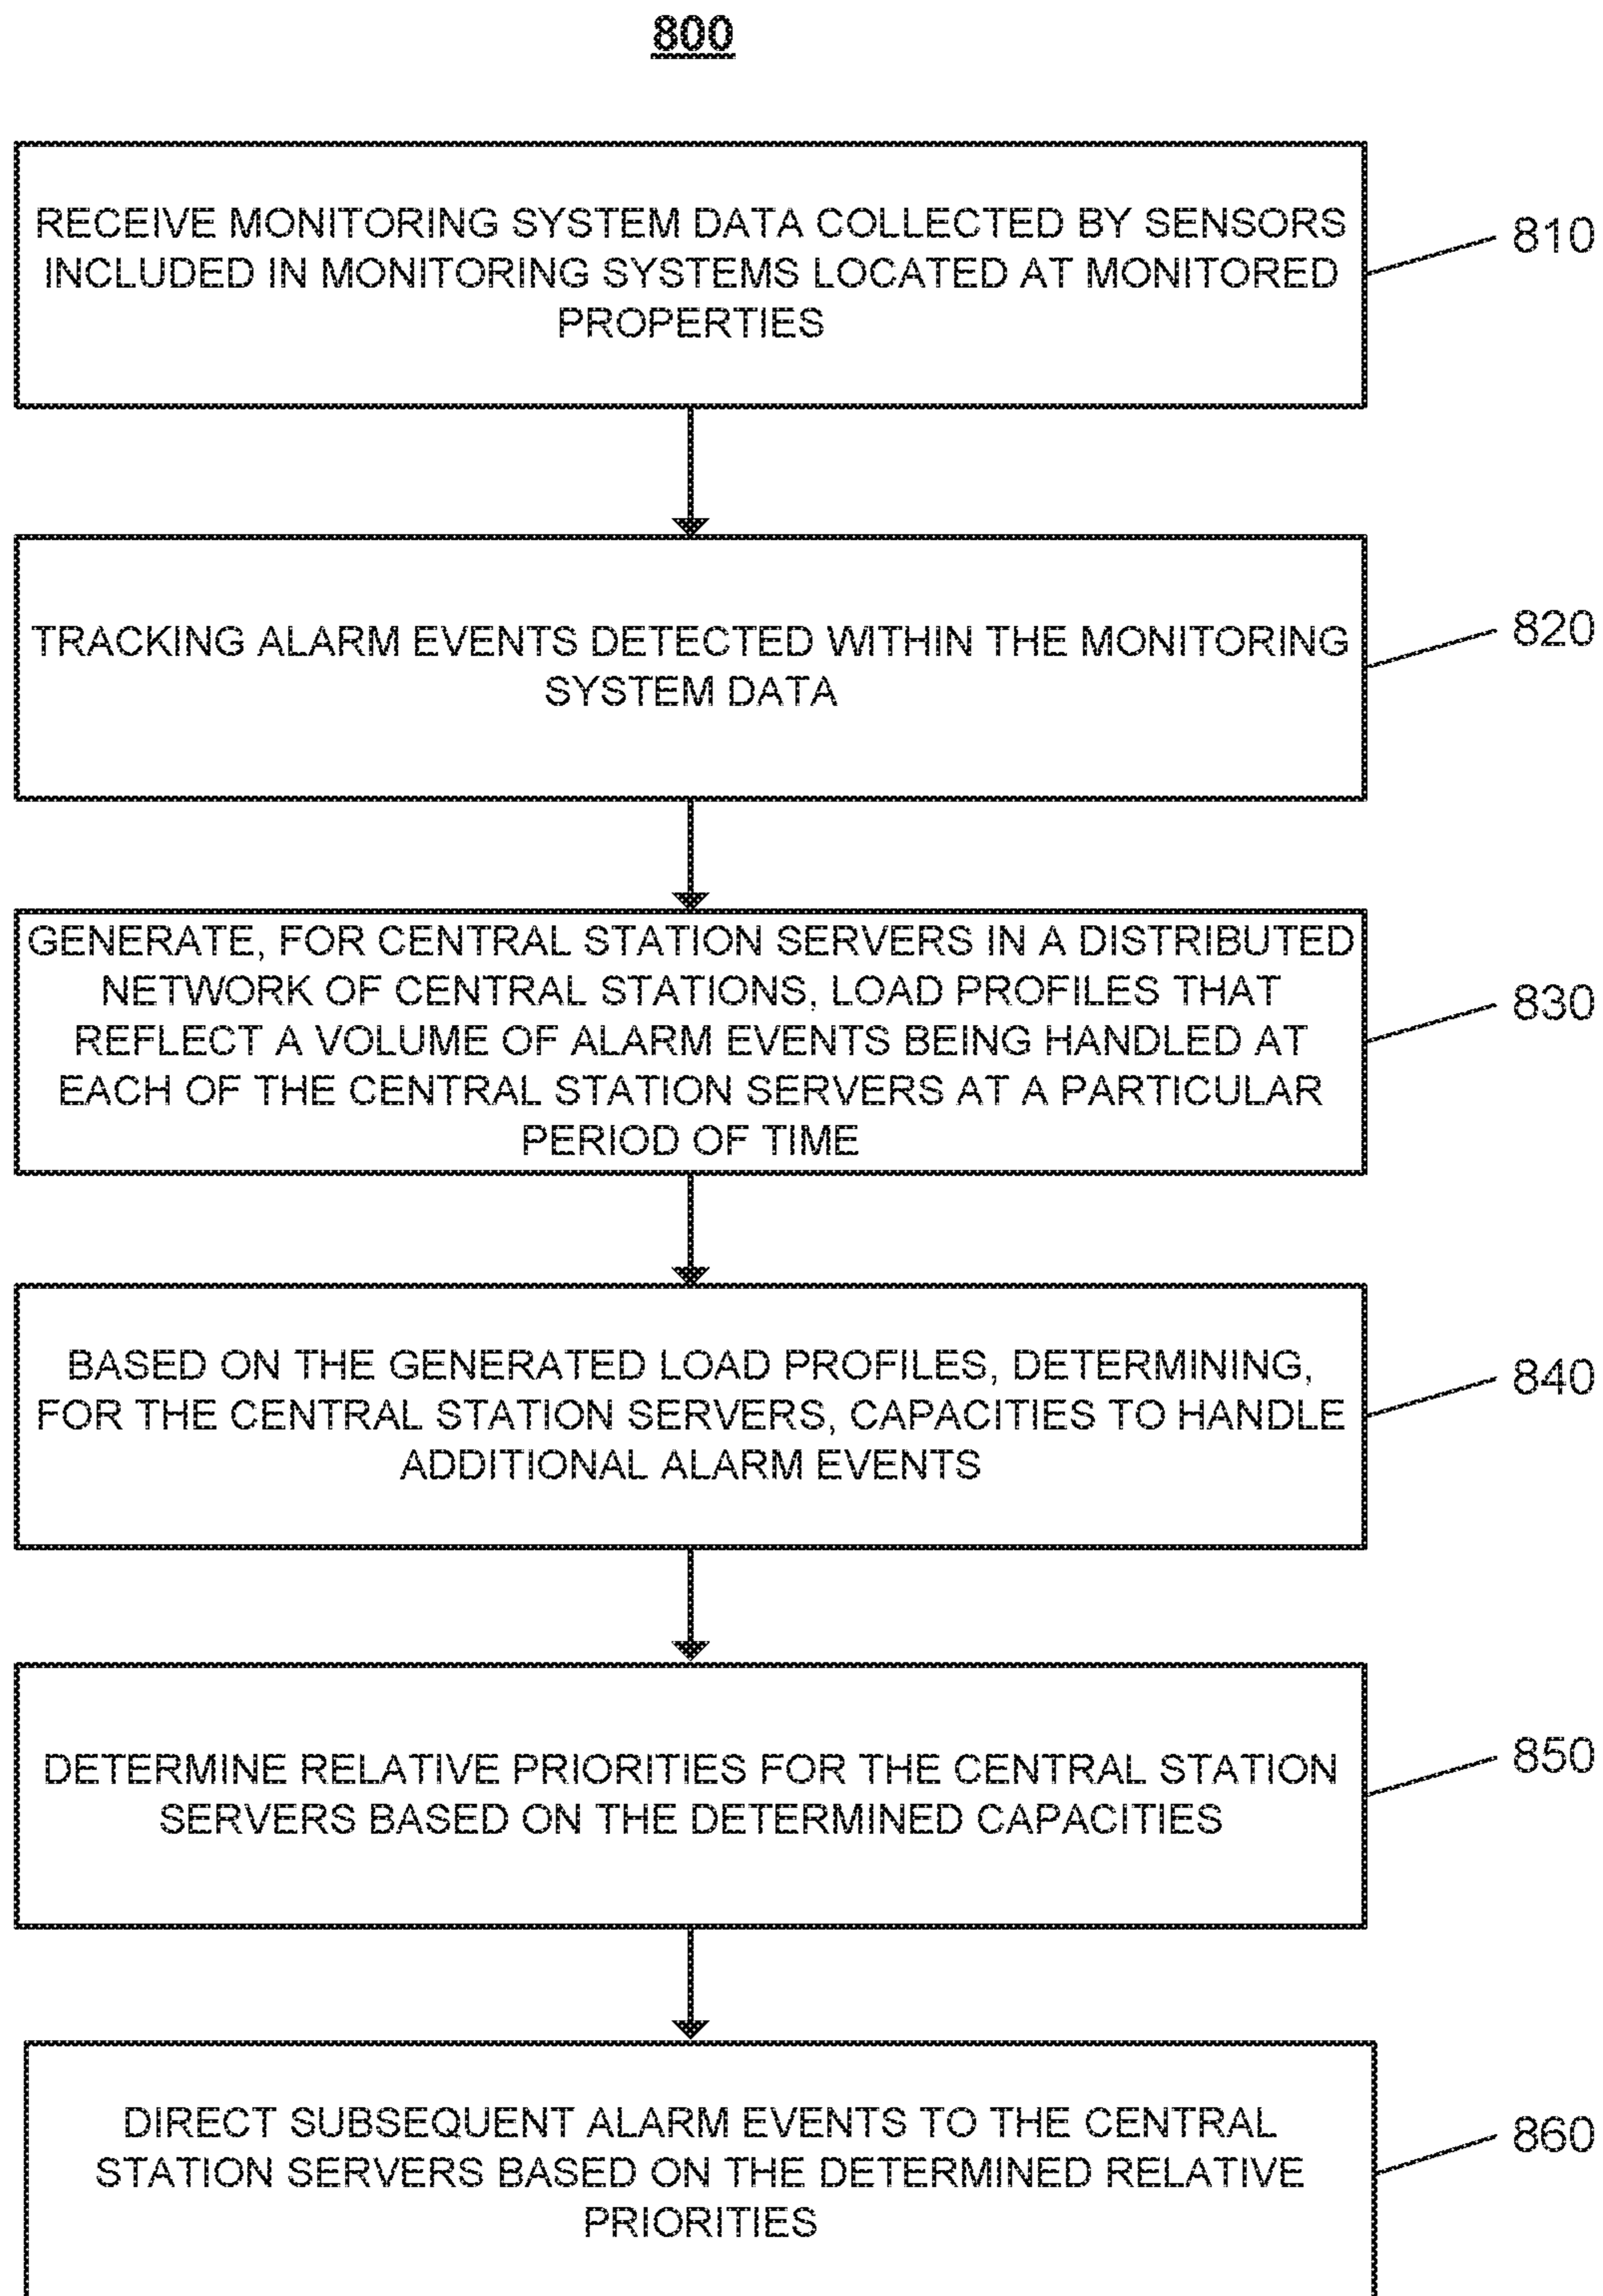 800
RECEIVE MONITORING SYSTEM DATA COLLECTED BY SENSORS
INCLUDED IN MONITORING SYSTEMS LOCATED AT MONITORED
PROPERTIES
810
TRACKING ALARM EVENTS DETECTED WITHIN THE MONITORING
SYSTEM DATA
820
GENERATE, FOR CENTRAL STATION SERVERS IN A DISTRIBUTED
NETWORK OF CENTRAL STATIONS, LOAD PROFILES THAT
REFLECT A VOLUME OF ALARM EVENTS BEING HANDLED AT
EACH OF THE CENTRAL STATION SERVERS AT A PARTICULAR
PERIOD OF TIME
830
BASED ON THE GENERATED LOAD PROFILES, DETERMINING,
FOR THE CENTRAL STATION SERVERS, CAPACITIES TO HANDLE
ADDITIONAL ALARM EVENTS
840
DETERMINE RELATIVE PRIORITIES FOR THE CENTRAL STATION
SERVERS BASED ON THE DETERMINED CAPACITIES
850
DIRECT SUBSEQUENT ALARM EVENTS TO THE CENTRAL
STATION SERVERS BASED ON THE DETERMINED RELATIVE
PRIORITIES
860